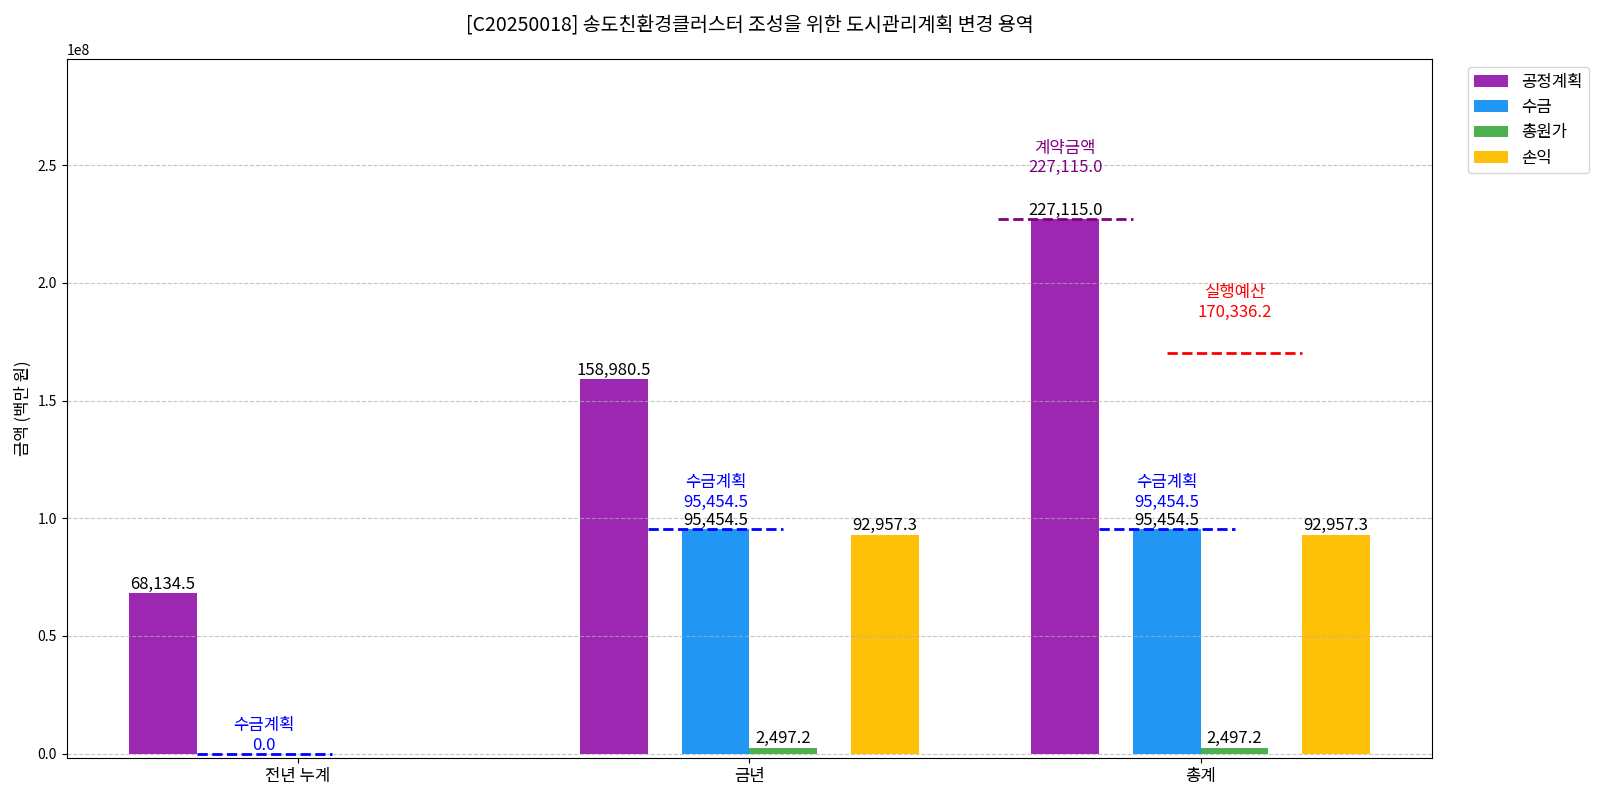 [C20250018] 송도친환경클러스터 조성을 위한 도시관리계획 변경 용역
1e8
공정계획
수금
총원가
손익
금액 (백만 원)
2.5
2.0
1.5
1.0
0.5
0.0
68,134.5
수금계획
0.0
158,980.5
수금계획
95,454.5
95,454.5
2,497.2
92,957.3
계약금액
227,115.0
227,115.0
실행예산
170,336.2
수금계획
95,454.5
95,454.5
2,497.2
92,957.3
전년 누계
금년
총계